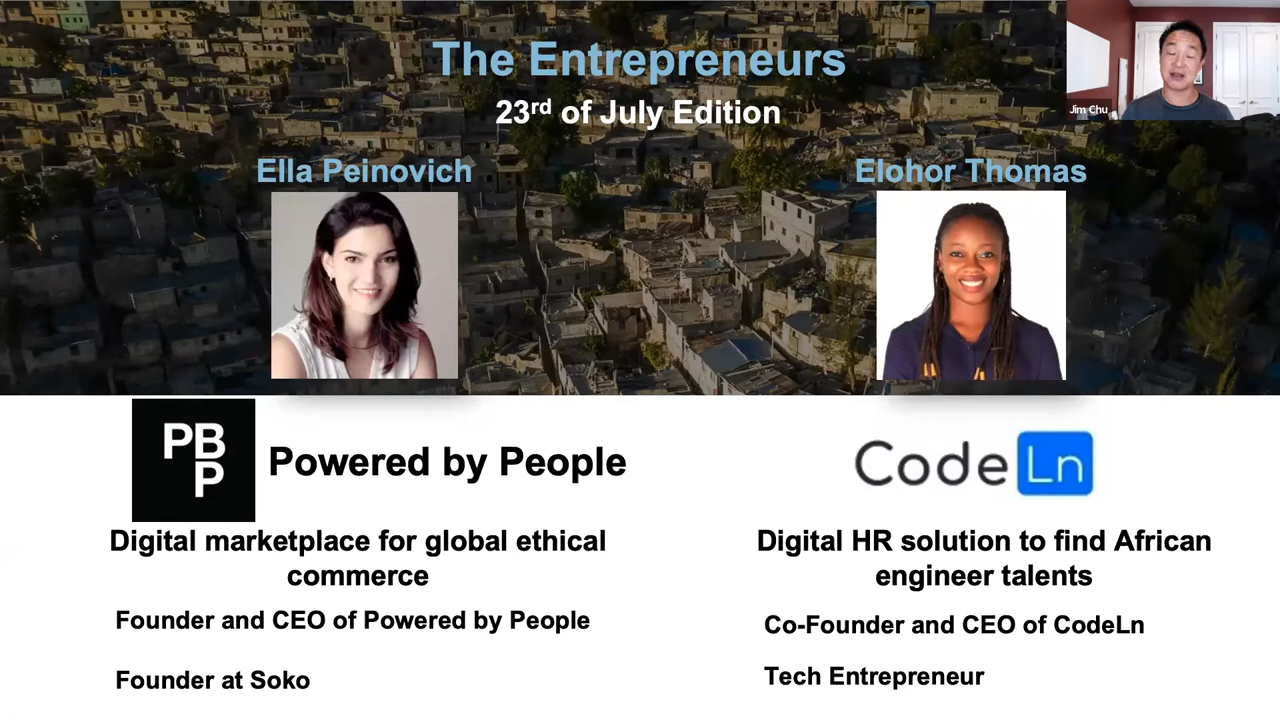 The Entrepreneurs
23rd of July Edition
Jim Chu
Ella Peinovich
Elohor Thomas
PB
P
Powered by People
Digital marketplace for global ethical
commerce
Founder and CEO of Powered by People
Founder at Soko
CodeLn
Digital HR solution to find African
engineer talents
Co-Founder and CEO of CodeLn
Tech Entrepreneur